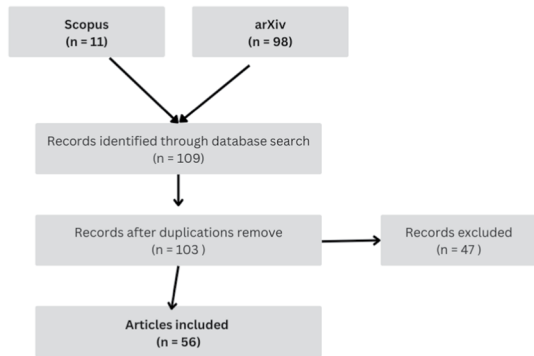 Scopus
(n = 11)
arXiv
(n = 98)
Records identified through database search
(n = 109)
Records after duplications remove
(n = 103 )
Records excluded
(n = 47 )
Articles included
(n = 56)